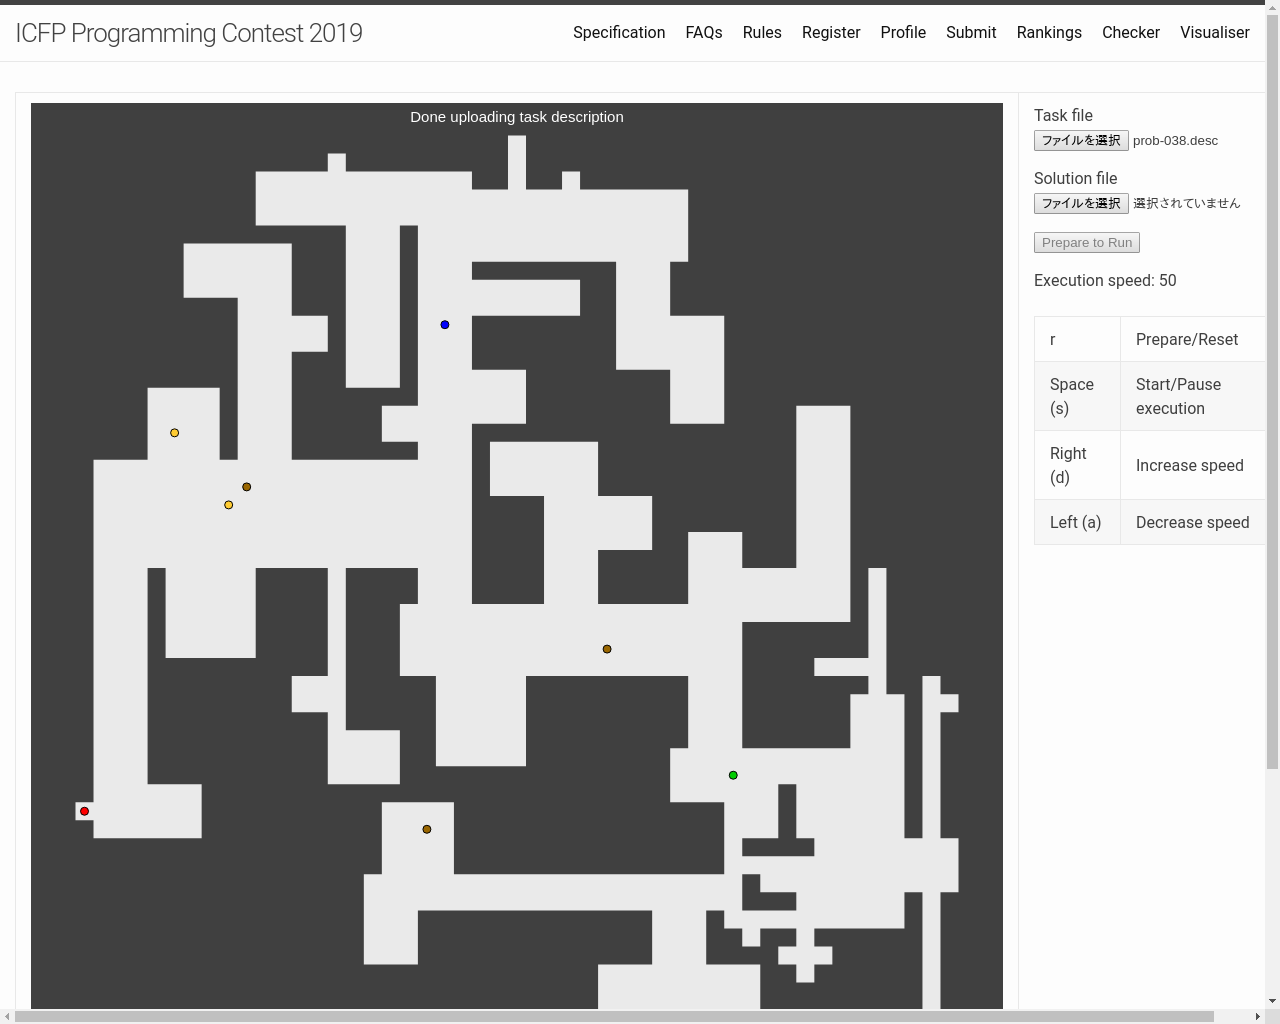 ICFP Programming Contest 2019
Specification FAQs Rules Register Profile Submit Rankings Checker Visualiser
Done uploading task description
Task file
ファイルを選択 prob-038.desc
Solution file
ファイルを選択 選択されていません
Prepare to Run
Execution speed: 50
r Prepare/Reset
Space (s) Start/Pause execution
Right (d) Increase speed
Left (a) Decrease speed